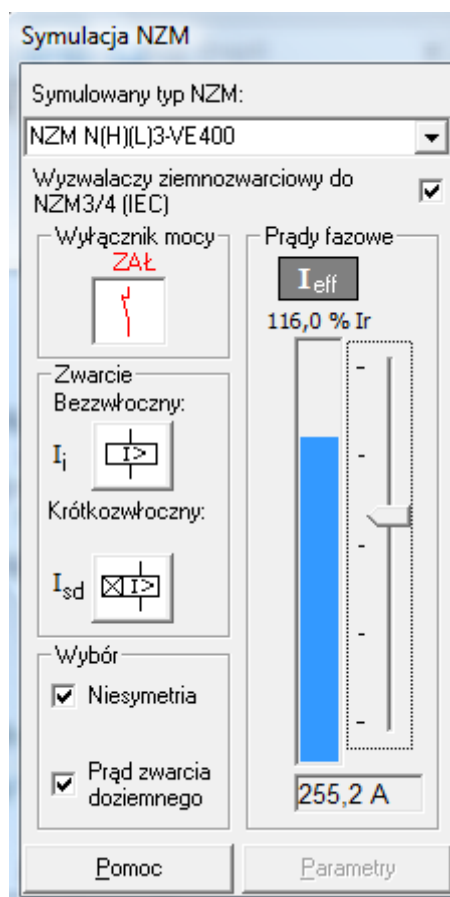 Symulacja NZM
Symulowany typ NZM:
NZM N(H)(L)3-VE400
Wyzwalaczy ziemnozwarciowy do
NZM3/4 (IEC)
Wyłącznik mocy
ZAŁ
Zwarcie
Bezzwłoczny:
Ii
I>
Krótkozwłoczny:
Isd
I>
Wybór
Niesymetria
Prąd zwarcia
doziemnego
Prądy fazowe
Ieff
116,0 % Ir
255,2 A
Pomoc
Parametry